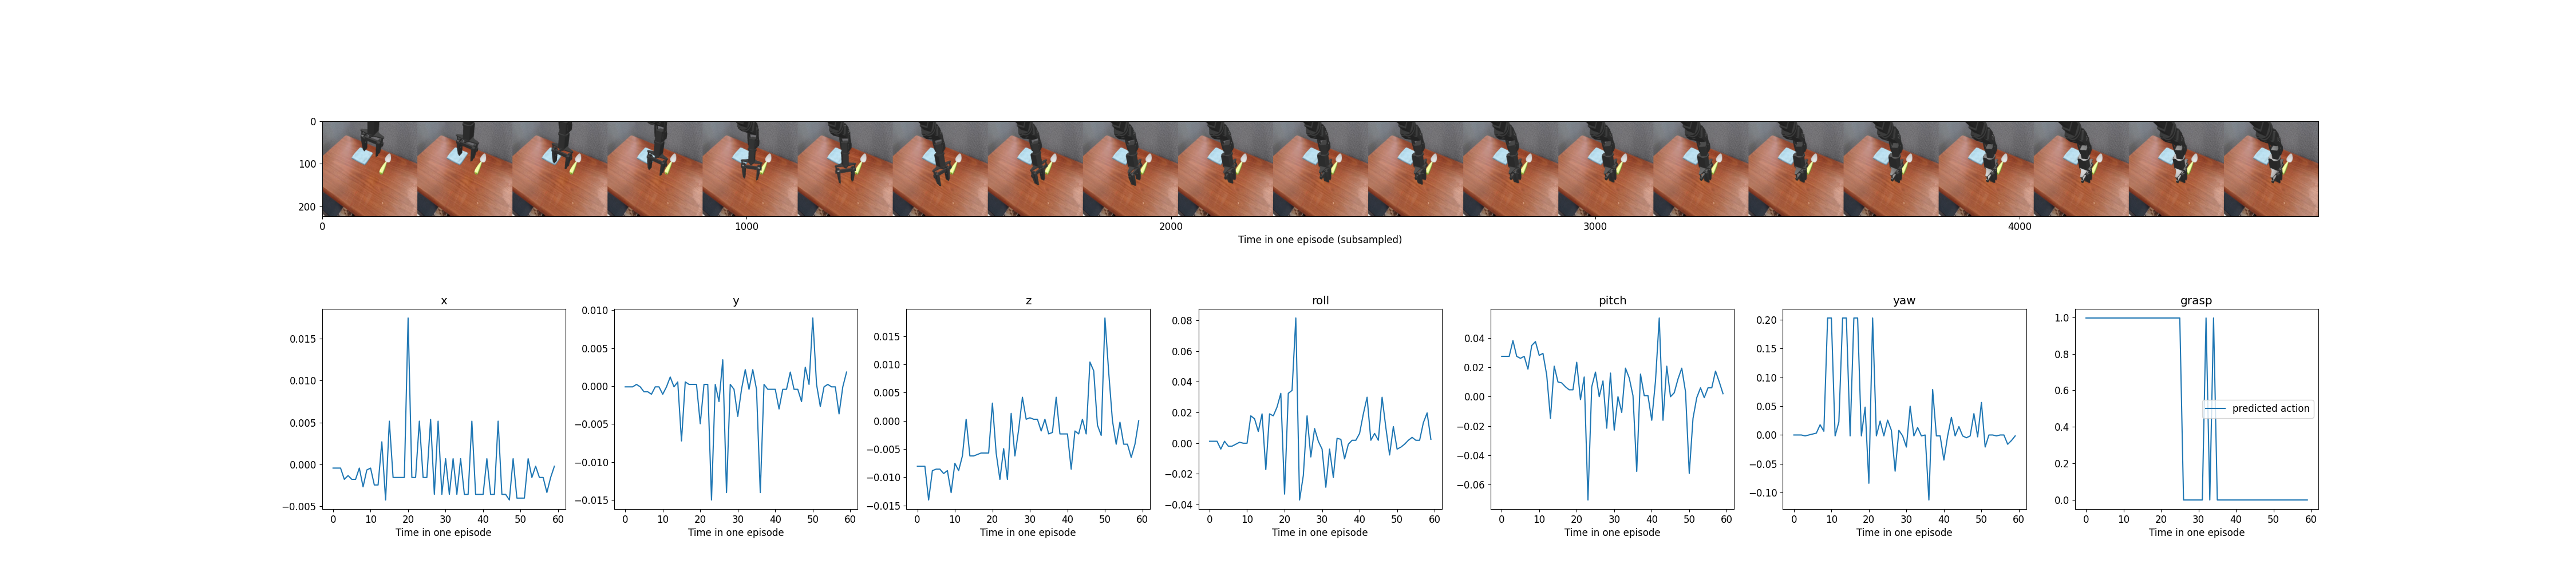 0
100
200
0 1000 2000 3000 4000
Time in one episode (subsampled)
x y z roll pitch yaw grasp
0.015
0.010
0.005
0.000
−0.005
0 10 20 30 40 50 60
Time in one episode
0.010
0.005
0.000
−0.005
−0.010
−0.015
0 10 20 30 40 50 60
Time in one episode
0.015
0.010
0.005
0.000
−0.005
−0.010
−0.015
0 10 20 30 40 50 60
Time in one episode
0.08
0.06
0.04
0.02
0.00
−0.02
−0.04
0 10 20 30 40 50 60
Time in one episode
0.04
0.02
0.00
−0.02
−0.04
−0.06
0 10 20 30 40 50 60
Time in one episode
0.20
0.15
0.10
0.05
0.00
−0.05
−0.10
0 10 20 30 40 50 60
Time in one episode
1.0
0.8
0.6
0.4
0.2
0.0
predicted action
0 10 20 30 40 50 60
Time in one episode